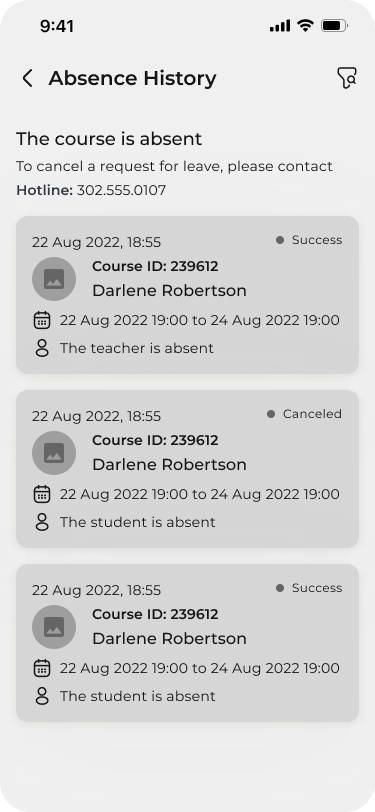 9:41
Absence History
The course is absent
To cancel a request for leave, please contact
Hotline: 302.555.0107
22 Aug 2022, 18:55
Success
Course ID: 239612
Darlene Robertson
22 Aug 2022 19:00 to 24 Aug 2022 19:00
The teacher is absent
22 Aug 2022, 18:55
Canceled
Course ID: 239612
Darlene Robertson
22 Aug 2022 19:00 to 24 Aug 2022 19:00
The student is absent
22 Aug 2022, 18:55
Success
Course ID: 239612
Darlene Robertson
22 Aug 2022 19:00 to 24 Aug 2022 19:00
The student is absent